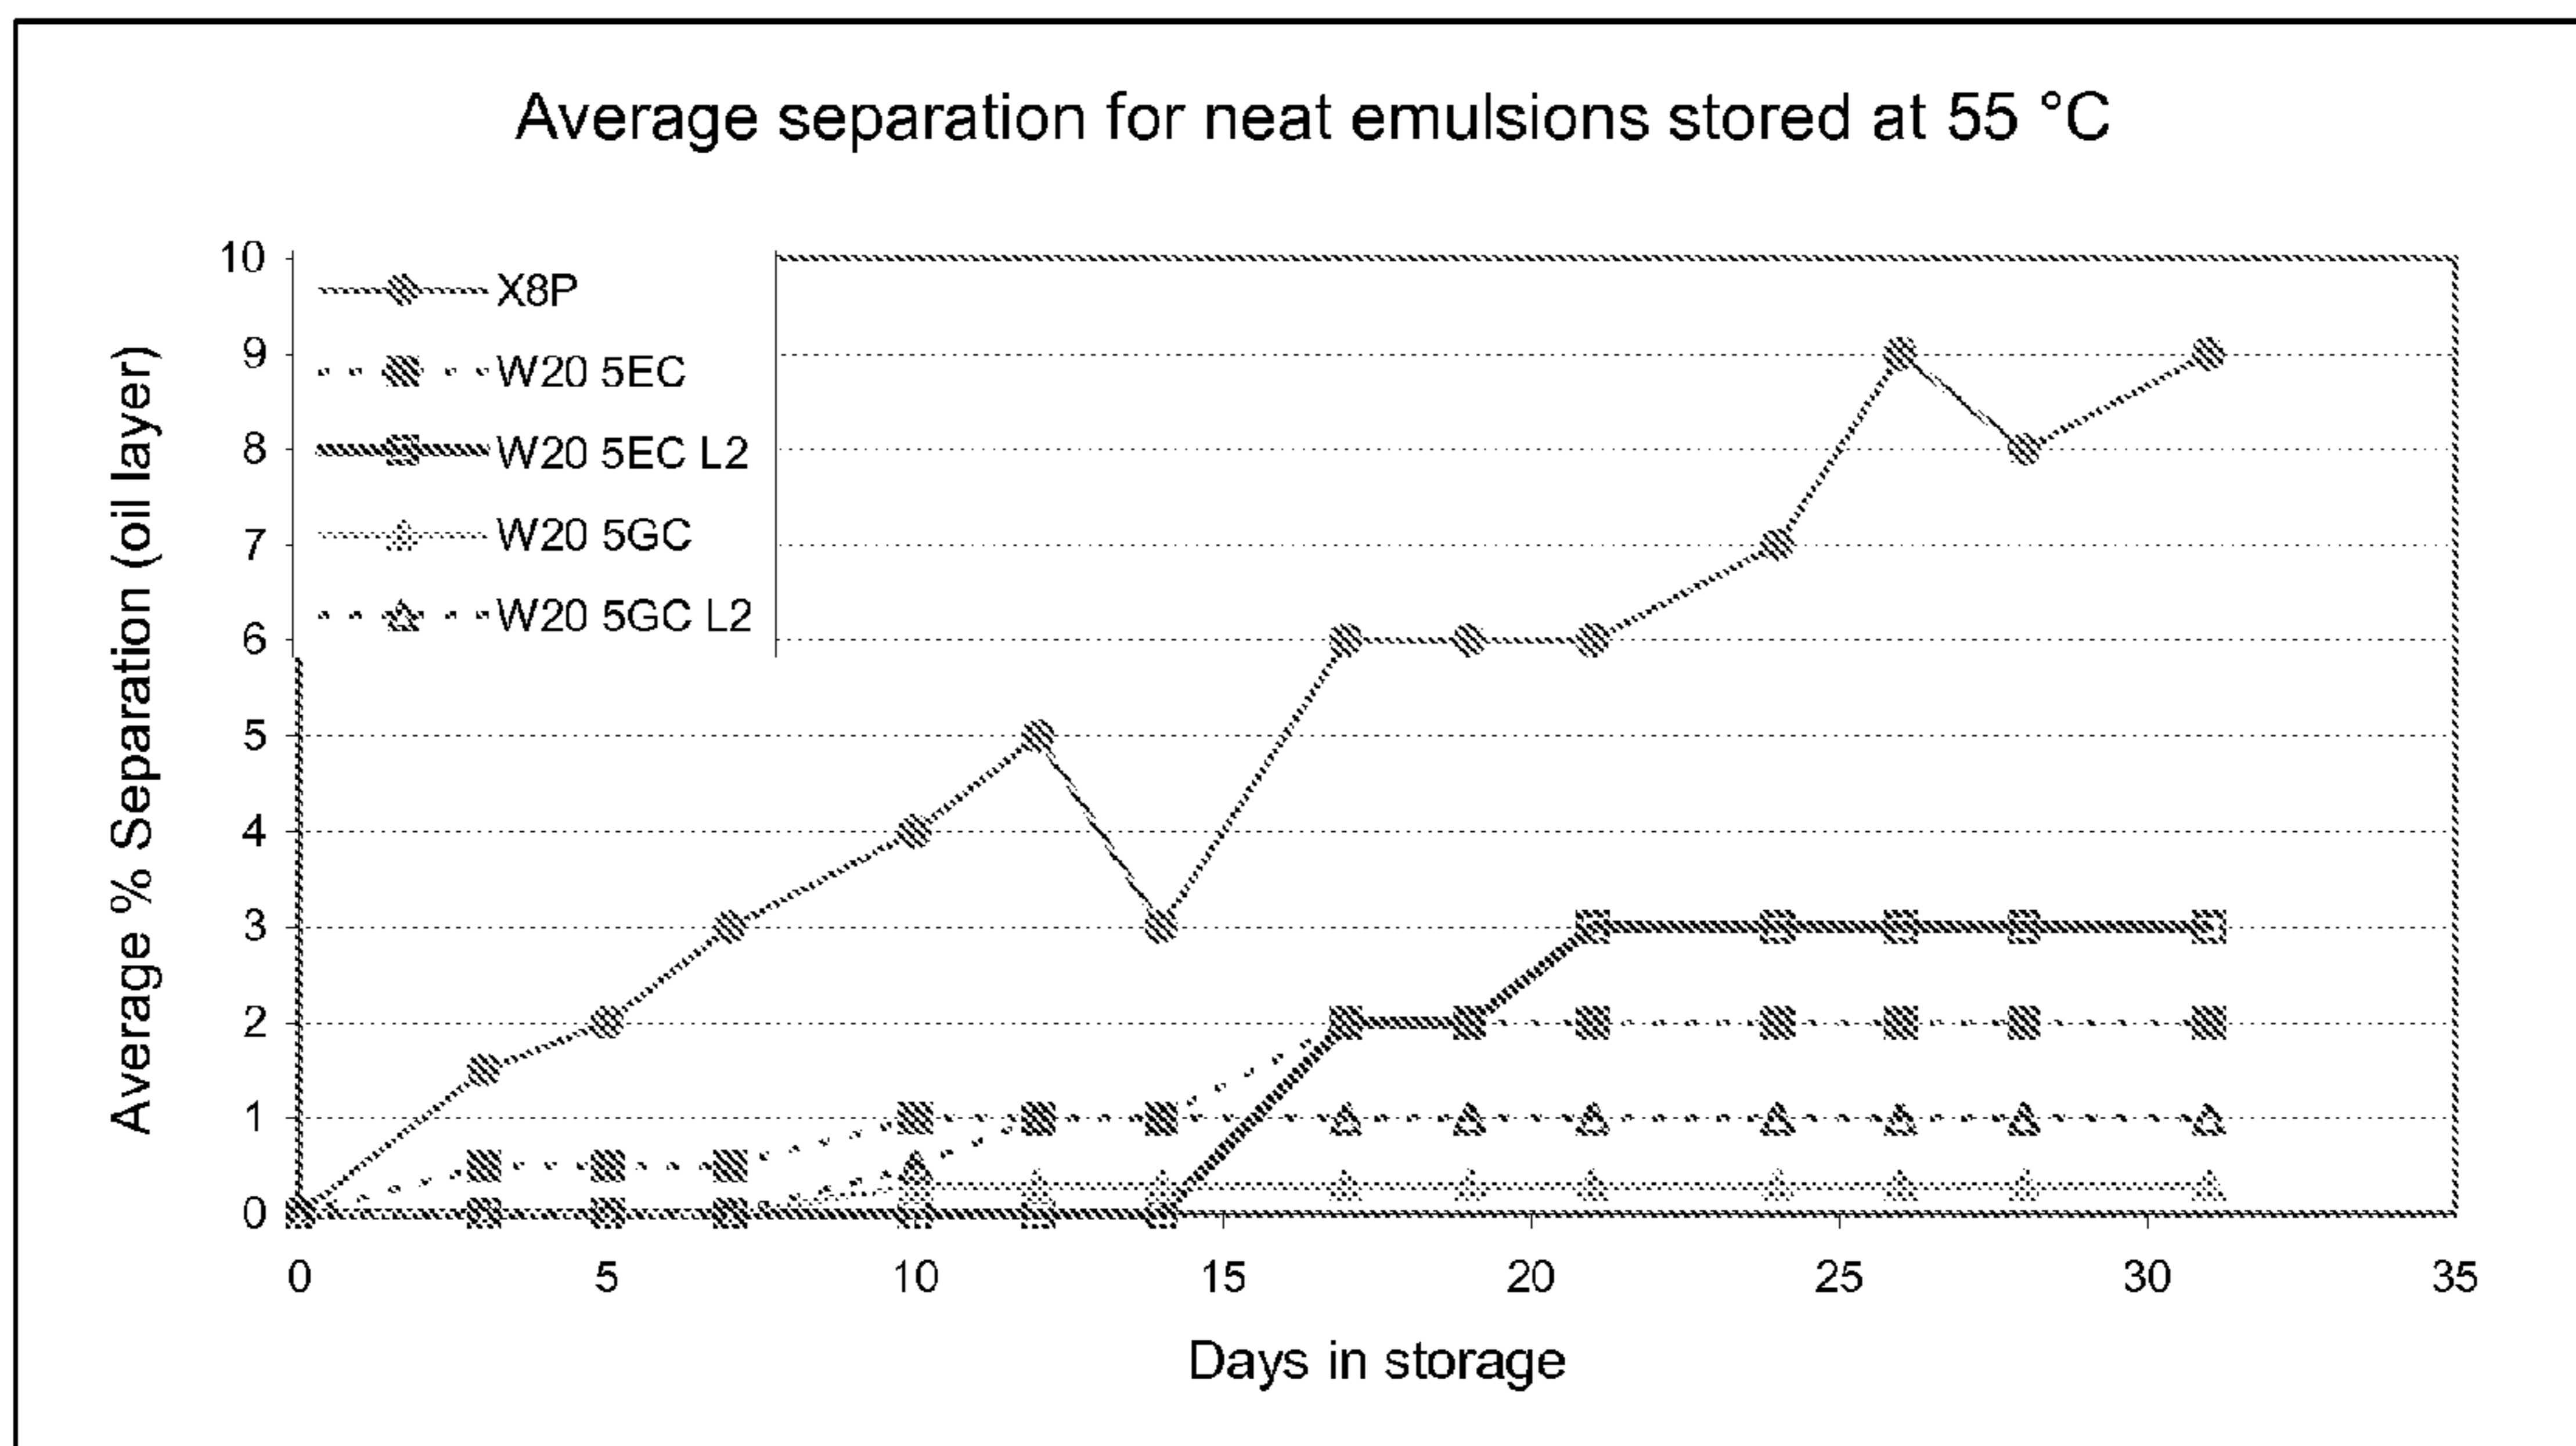 Average separation for neat emulsions stored at 55 °C
Average % Separation (oil layer)
10
9
8
7
6
5
4
3
2
1
0
X8P
W20 5EC
W20 5EC L2
W20 5GC
W20 5GC L2
0 5 10 15 20 25 30 35
Days in storage